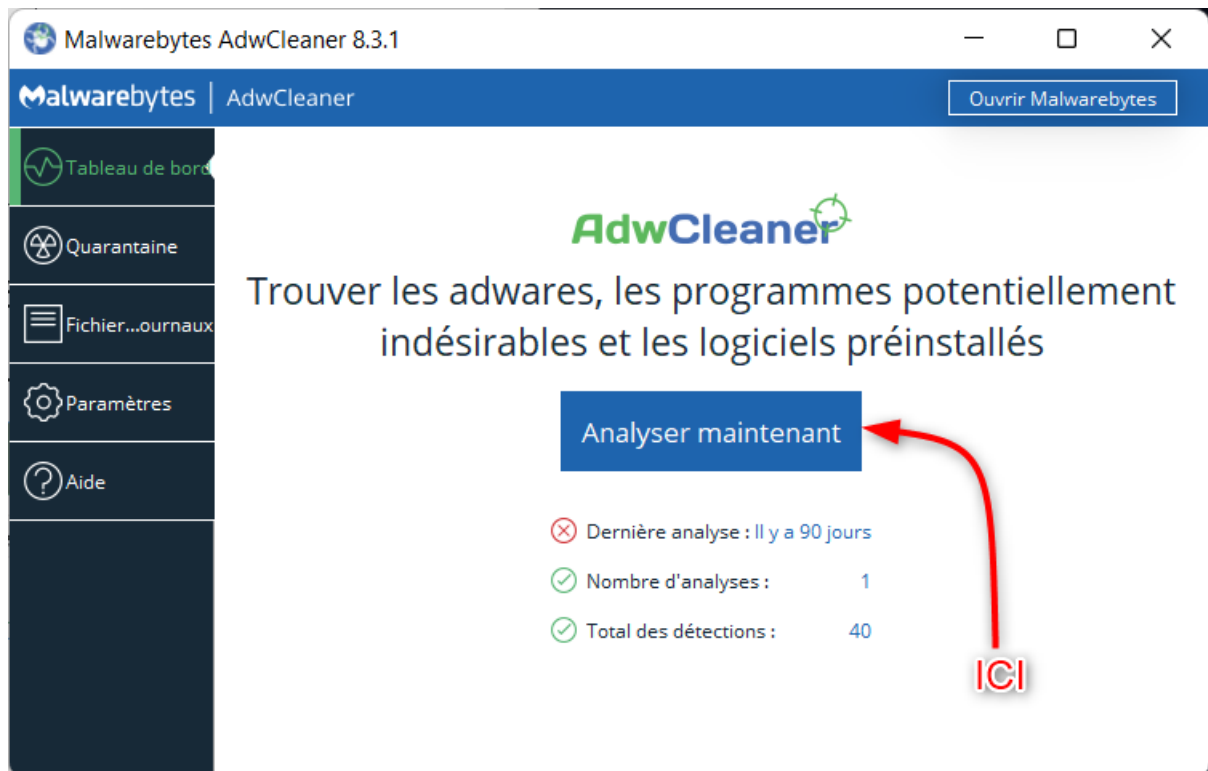 Malwarebytes AdwCleaner 8.3.1
Malwarebytes | AdwCleaner
Ouvrir Malwarebytes
Tableau de bord
Quarantaine
Fichier...ournaux
Paramètres
Aide
AdwCleaner
Trouver les adwares, les programmes potentiellement
indésirables et les logiciels préinstallés
Analyser maintenant
Dernière analyse : Il y a 90 jours
Nombre d'analyses : 1
Total des détections : 40
ICI